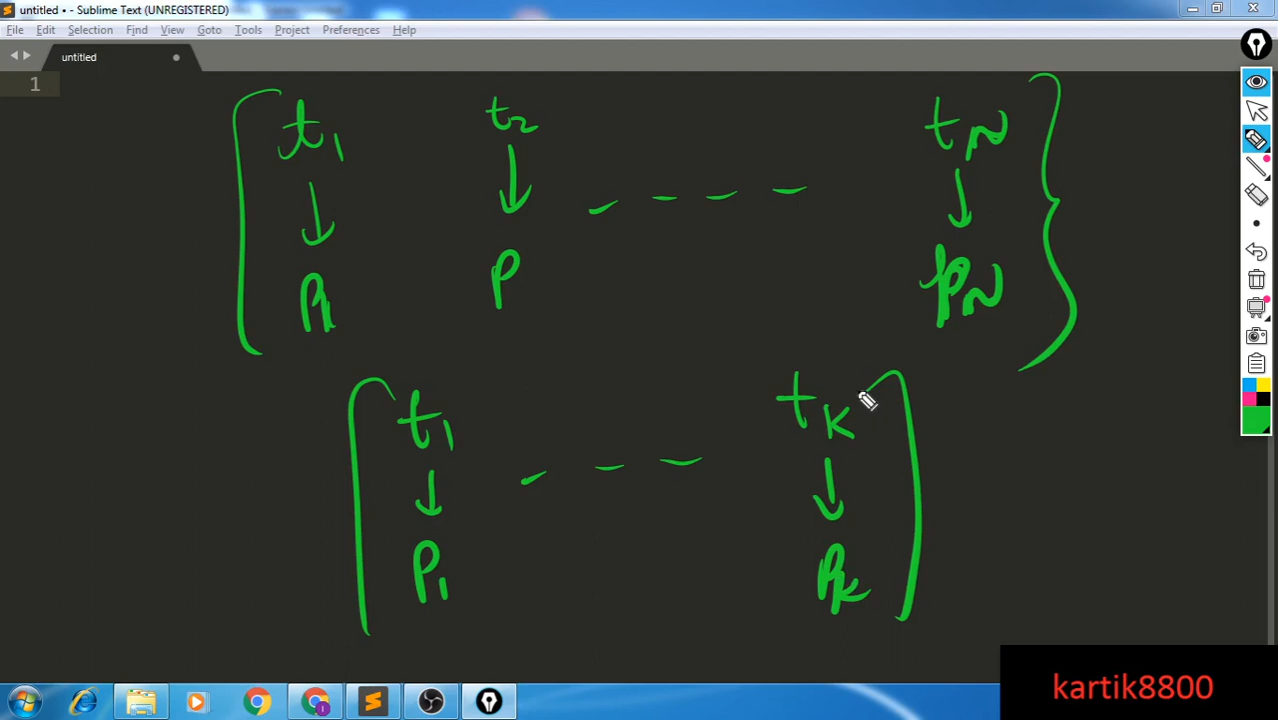 untitled • - Sublime Text (UNREGISTERED)
File Edit Selection Find View Goto Tools Project Preferences Help
untitled
1
t1 t2 - - - - tN
P1 P PN
t1 - - - tK
P1 Pk
kartik8800